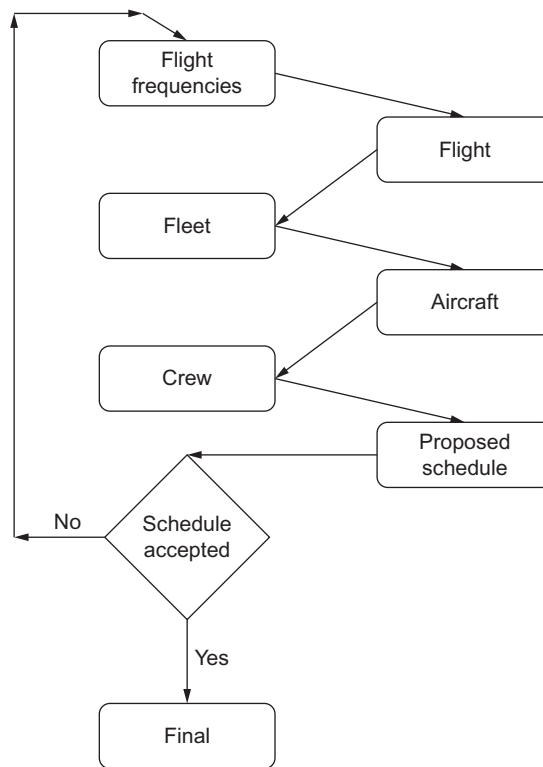 Flight
frequencies
Flight
Fleet
Aircraft
Crew
Proposed
schedule
Schedule
accepted
No
Yes
Final